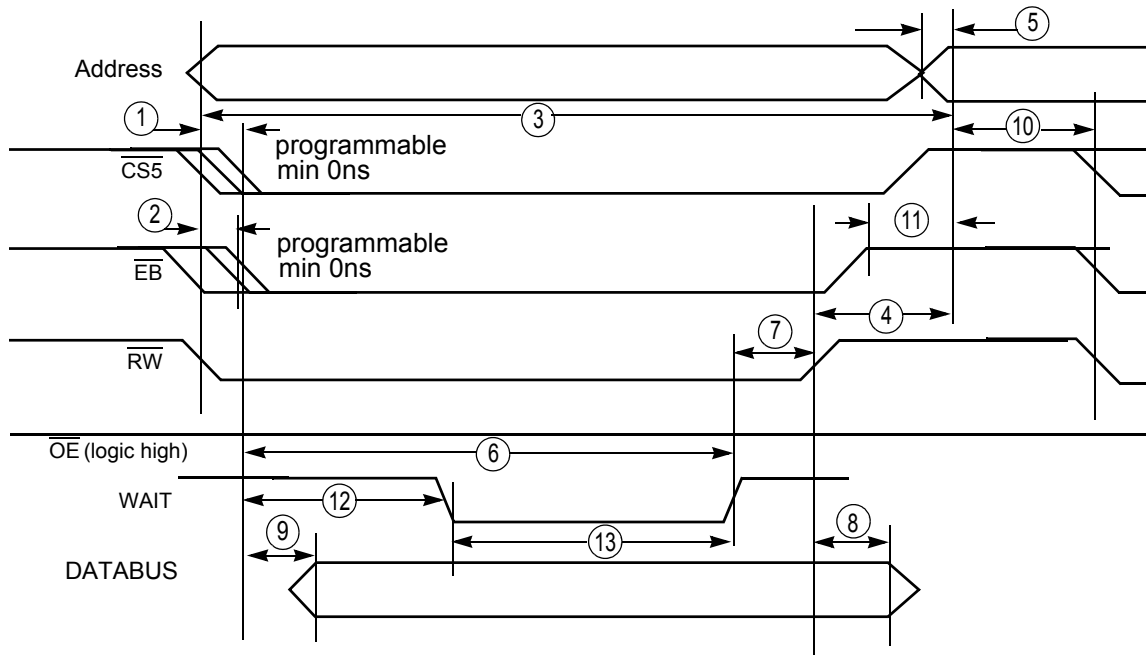 5
Address
1
3
10
programmable
min 0ns
CS5
2
11
programmable
min 0ns
EB
4
7
RW
OE (logic high)
6
WAIT
12
13
8
9
DATABUS